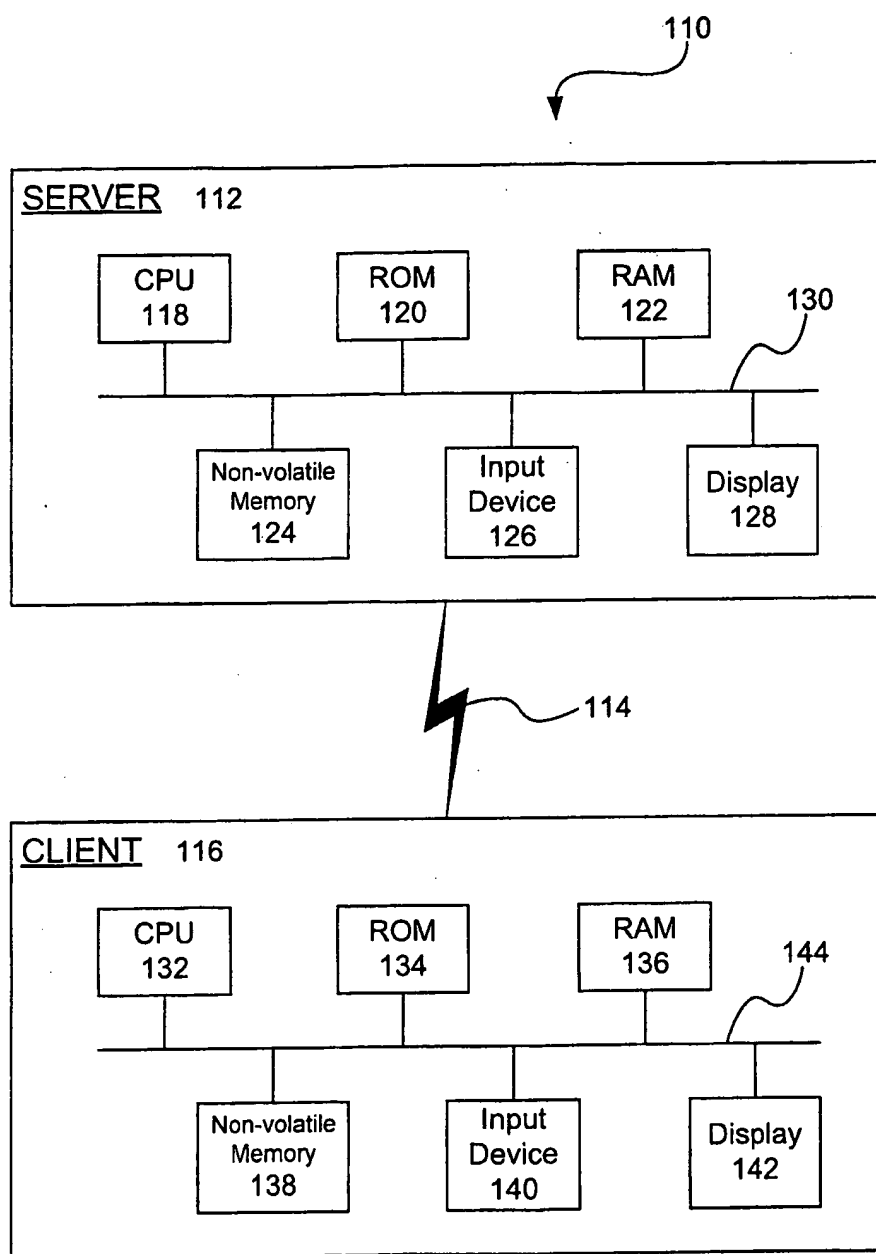 110
SERVER 112
CPU
118
ROM
120
RAM
122
130
Non-volatile
Memory
124
Input
Device
126
Display
128
114
CLIENT 116
CPU
132
ROM
134
RAM
136
144
Non-volatile
Memory
138
Input
Device
140
Display
142